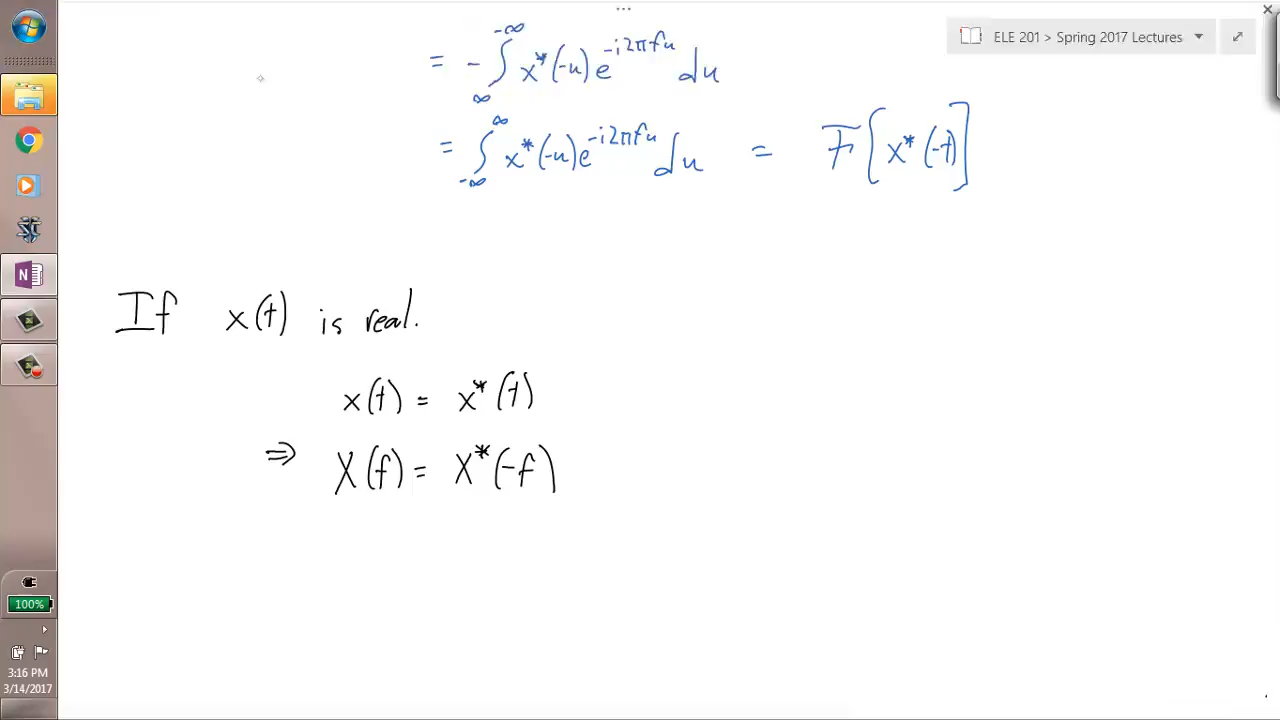 ELE 201 > Spring 2017 Lectures
= - ∫_{∞}^{-∞} x*(-u) e^{-i2πfu} du
= ∫_{-∞}^{∞} x*(-u) e^{-i2πfu} du = F[x*(-t)]
If x(t) is real.
x(t) = x*(t)
⇒ X(f) = X*(-f)
N
100%
3:16 PM
3/14/2017